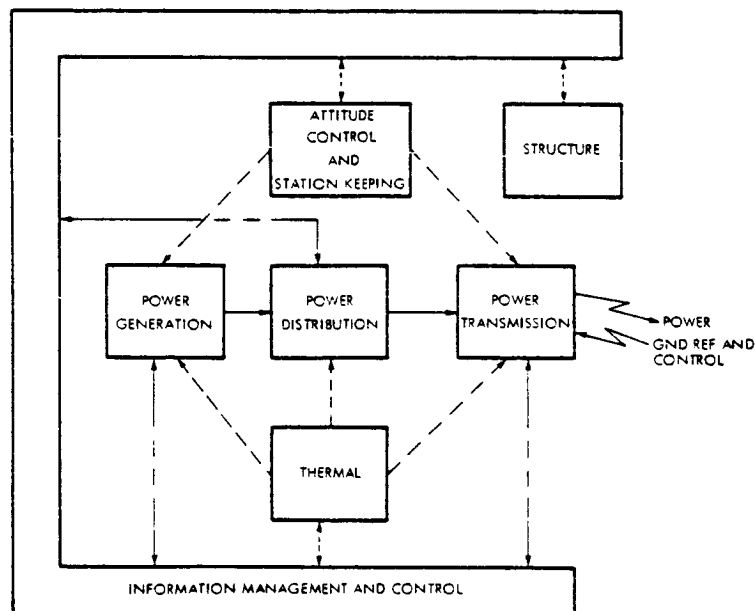 ATTITUDE
CONTROL
AND
STATION KEEPING
STRUCTURE
POWER
GENERATION
POWER
DISTRIBUTION
POWER
TRANSMISSION
POWER
GND REF AND
CONTROL
THERMAL
INFORMATION MANAGEMENT AND CONTROL